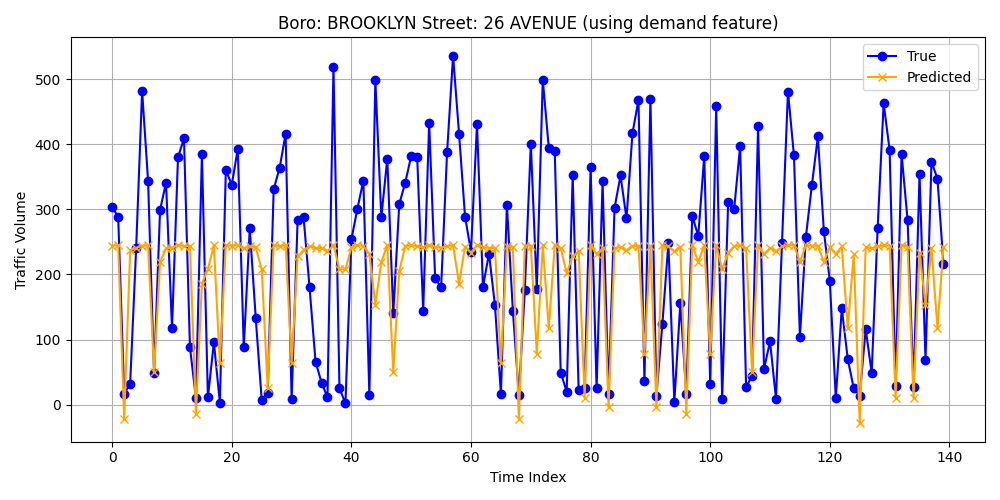 Boro: BROOKLYN Street: 26 AVENUE (using demand feature)
True
Predicted
Traffic Volume
500
400
300
200
100
0
0 20 40 60 80 100 120 140
Time Index